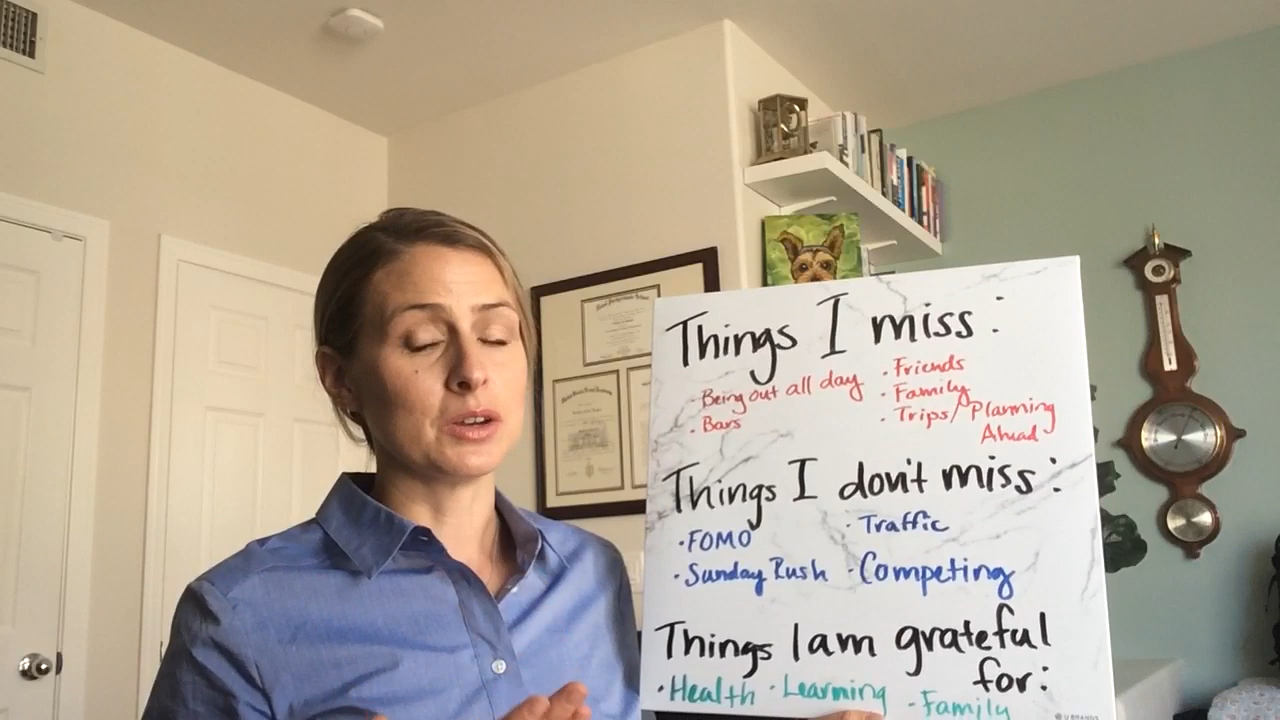 Things I miss:
· Being out all day
· Bars
· Friends
· Family
· Trips/Planning
Ahead
Things I don't miss:
· FOMO
· Sunday Rush
· Traffic
· Competing
Things I am grateful
for:
· Health · Learning · Family
U BRANDS